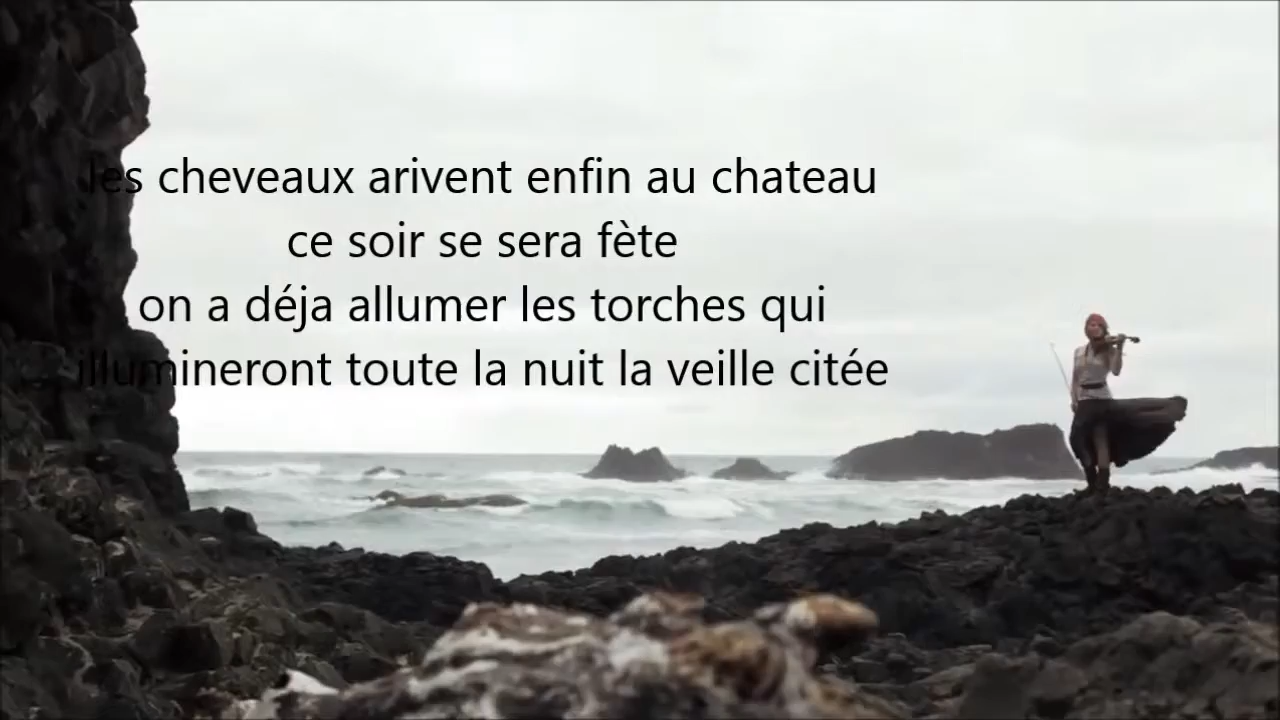 les cheveaux arivent enfin au chateau
ce soir se sera fète
on a déja allumer les torches qui
illumineront toute la nuit la veille citée